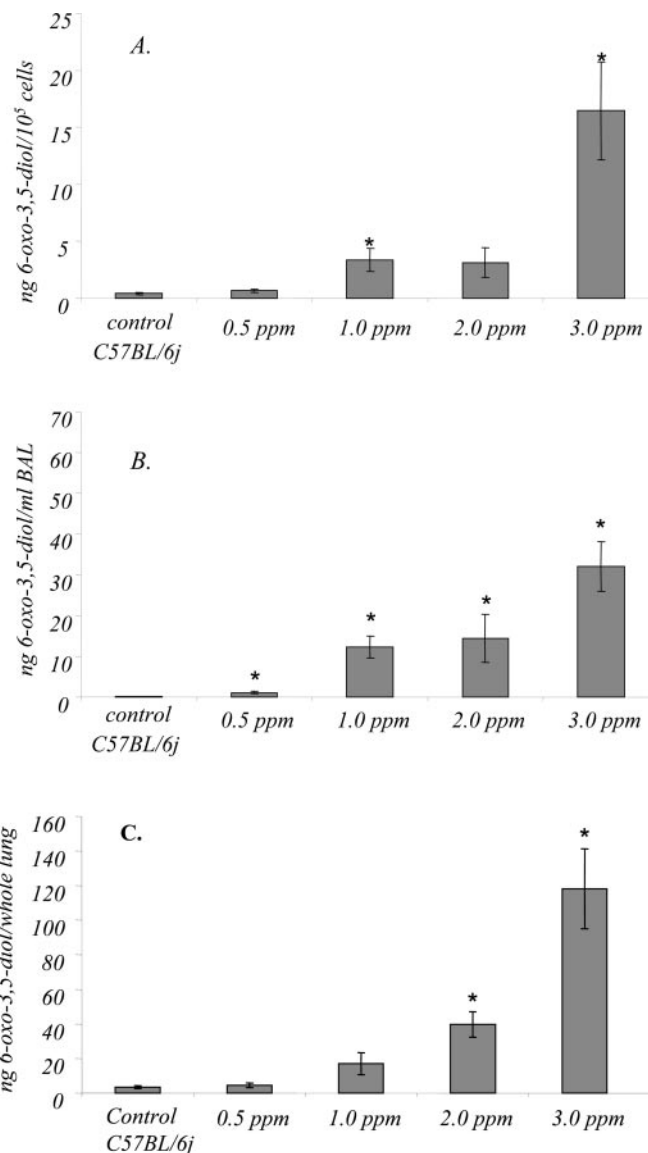 ng 6-oxo-3,5-diol/10⁵ cells
A.
25
20
15
10
5
0
*
*
control
C57BL/6j
0.5 ppm
1.0 ppm
2.0 ppm
3.0 ppm
ng 6-oxo-3,5-diol/ml BAL
B.
70
60
50
40
30
20
10
0
*
*
*
*
control
C57BL/6j
0.5 ppm
1.0 ppm
2.0 ppm
3.0 ppm
ng 6-oxo-3,5-diol/whole lung
C.
160
140
120
100
80
60
40
20
0
*
*
Control
C57BL/6j
0.5 ppm
1.0 ppm
2.0 ppm
3.0 ppm